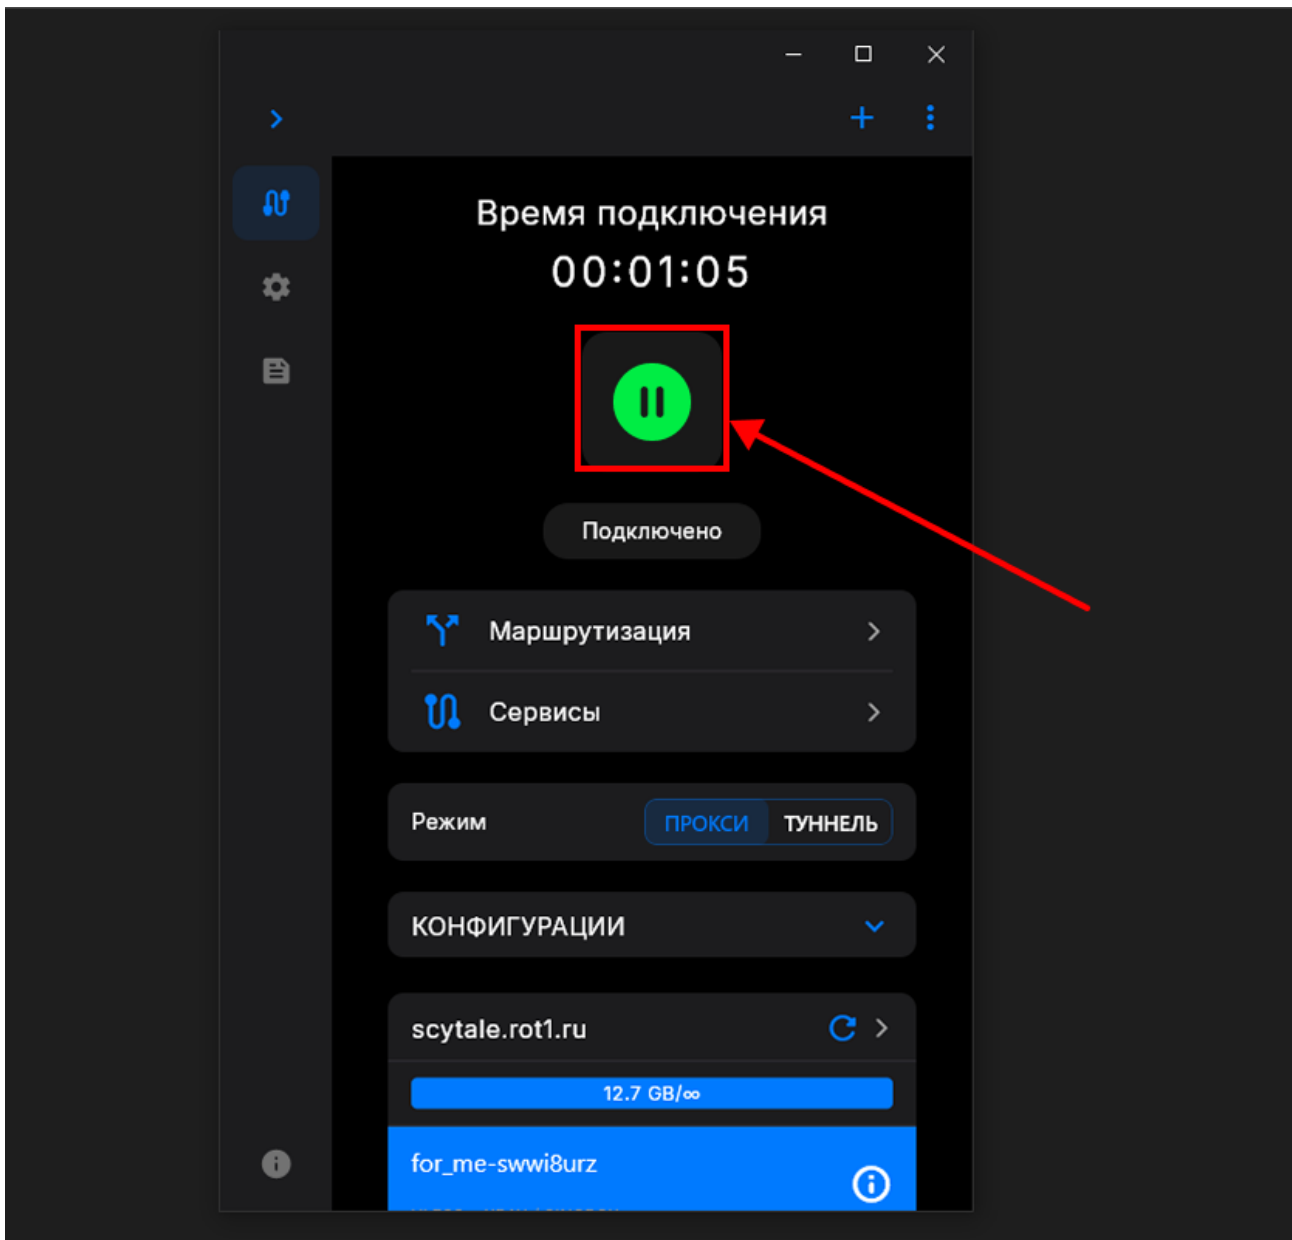 Время подключения
00:01:05
Подключено
Маршрутизация
Сервисы
Режим
ПРОКСИ ТУННЕЛЬ
КОНФИГУРАЦИИ
scytale.rot1.ru
12.7 GB/∞
for_me-swwi8urz